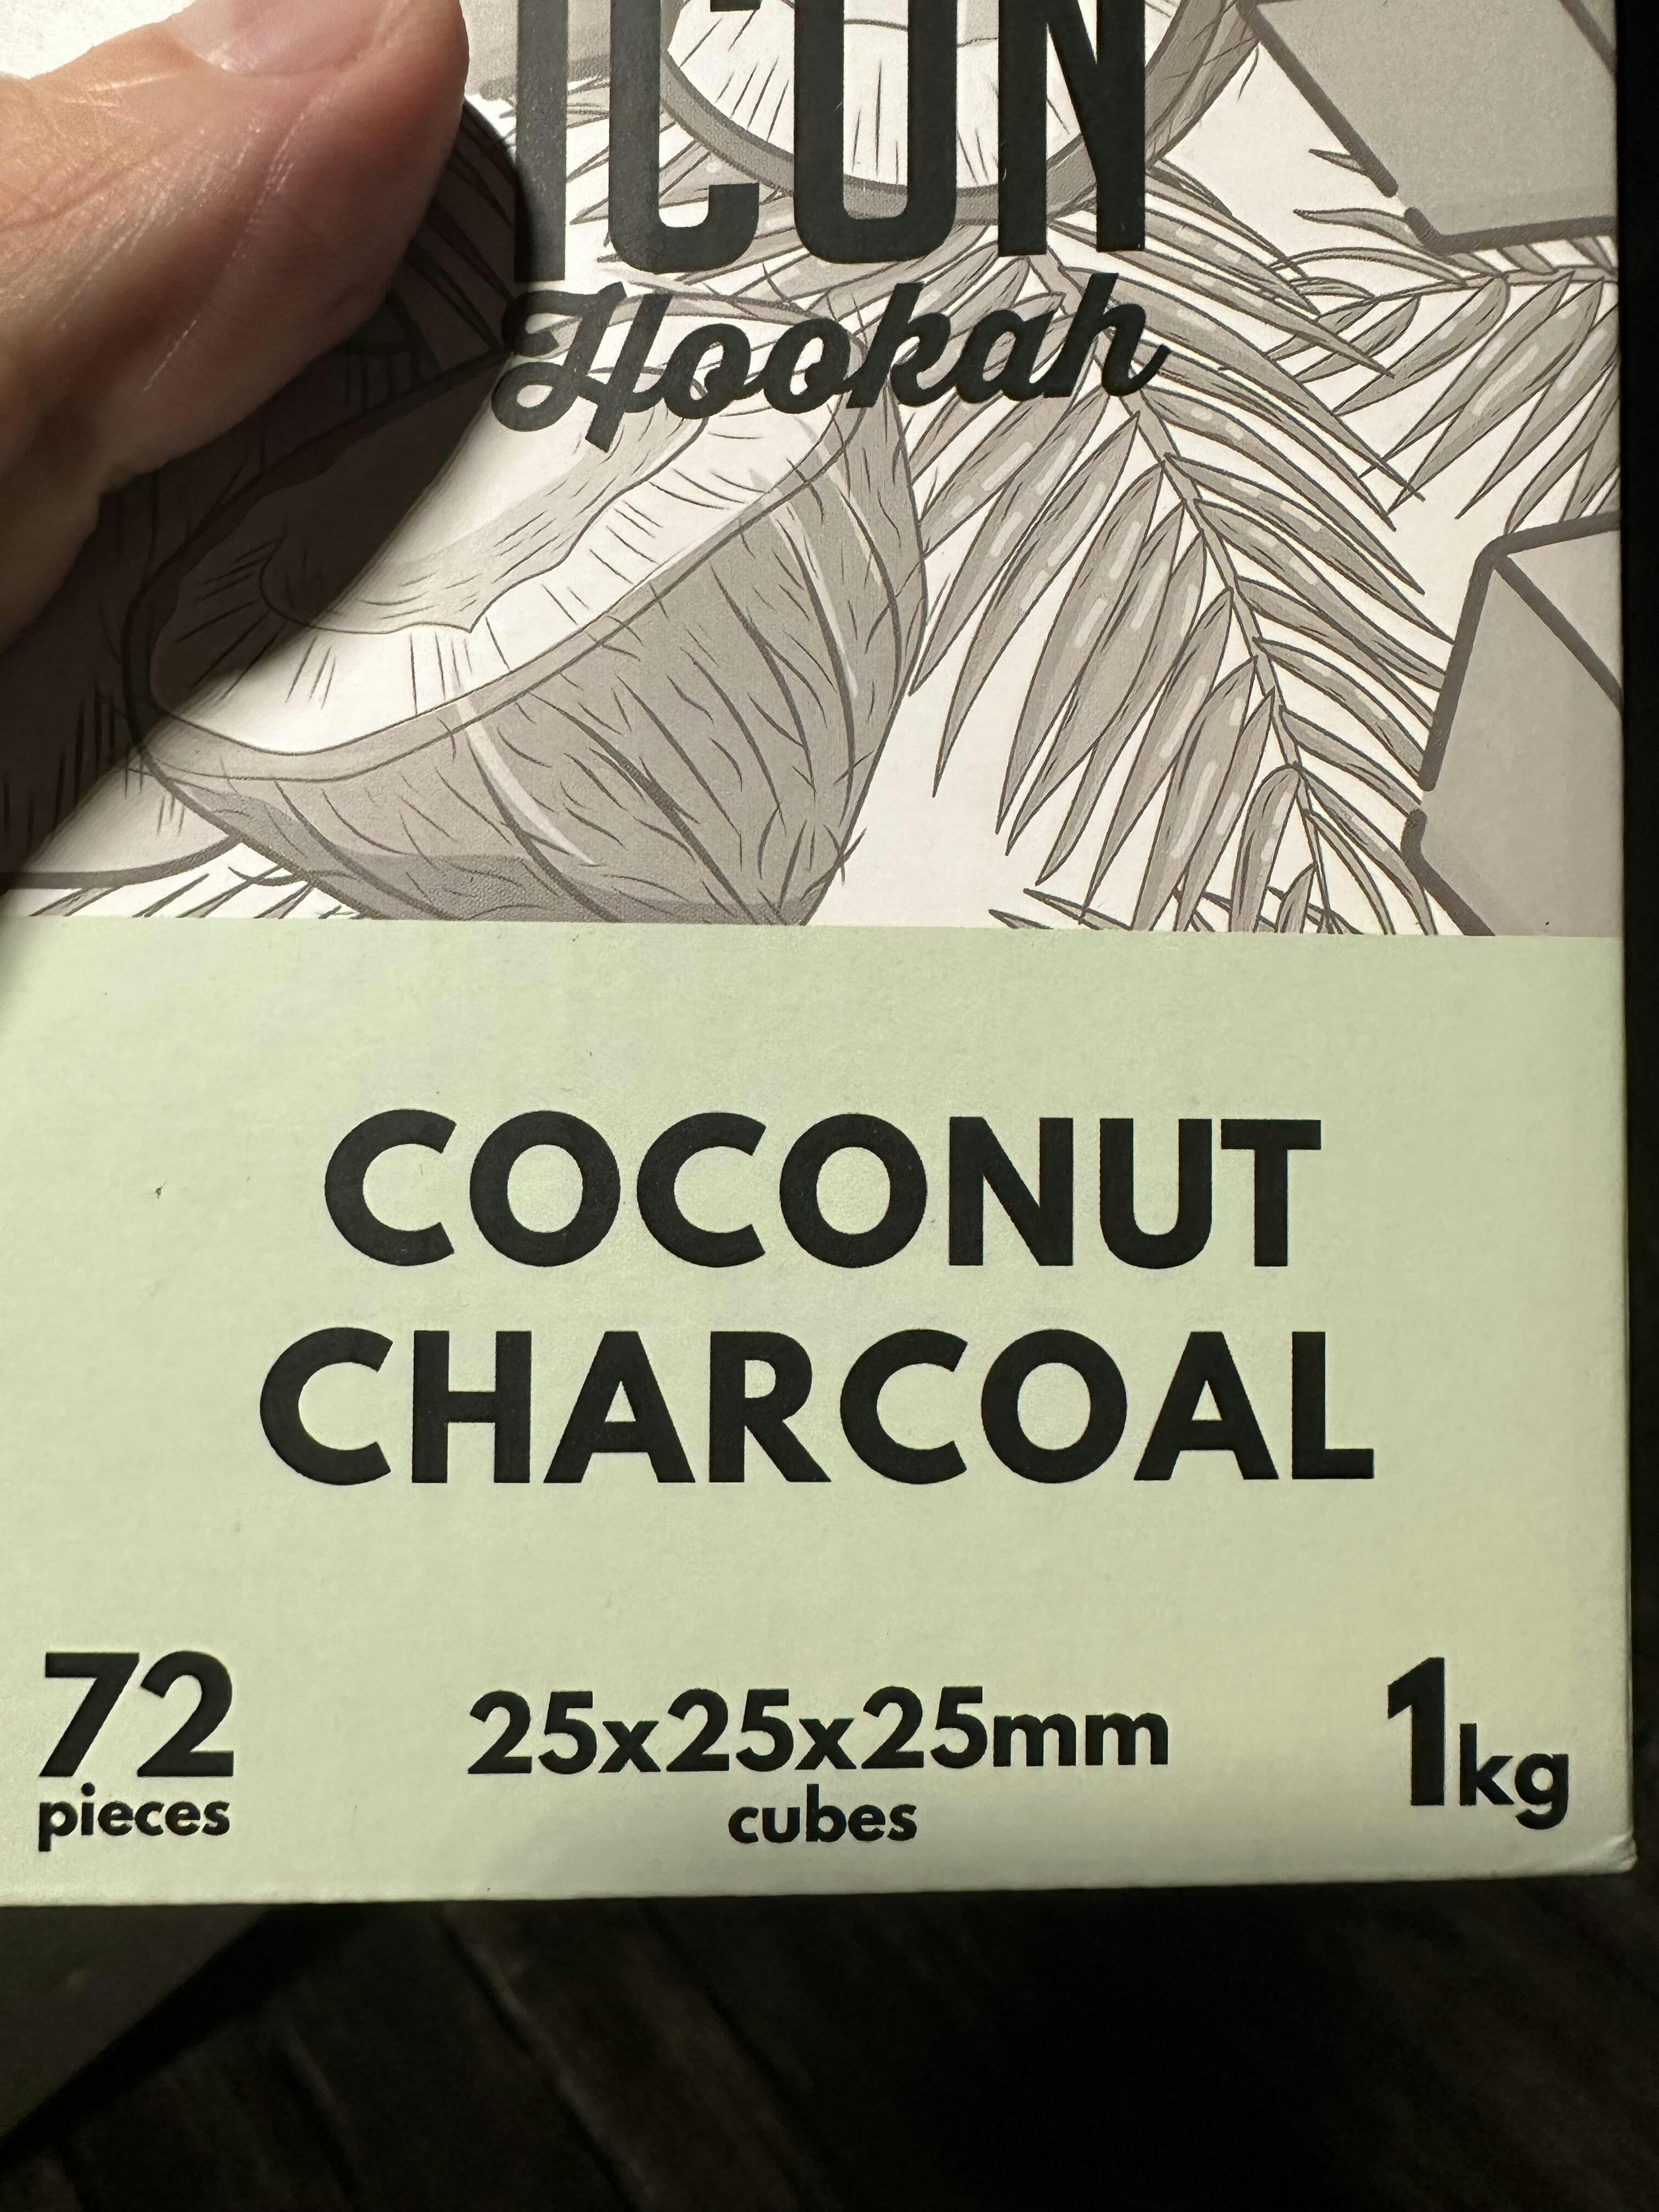 ICON
Hookah
COCONUT
CHARCOAL
72
pieces
25x25x25mm
cubes
1kg